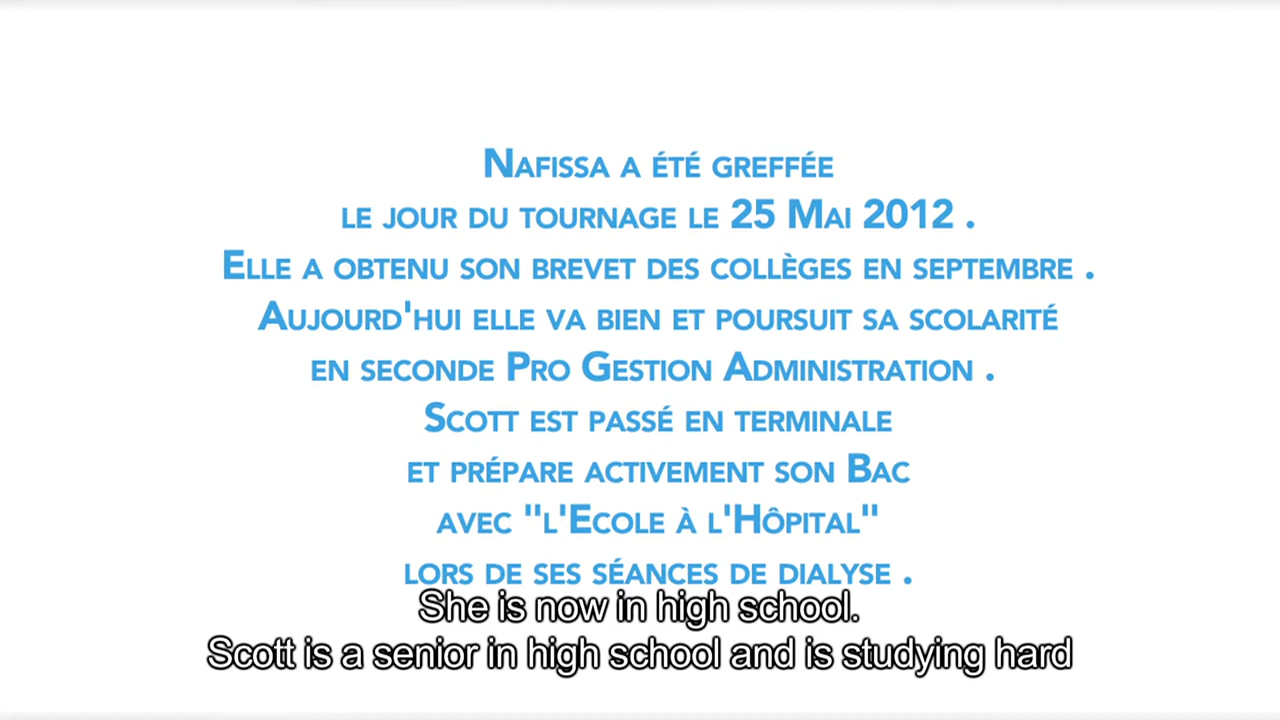 Nafissa a été greffée
le jour du tournage le 25 Mai 2012 .
Elle a obtenu son brevet des collèges en septembre .
Aujourd'hui elle va bien et poursuit sa scolarité
en seconde Pro Gestion Administration .
Scott est passé en terminale
et prépare activement son Bac
avec "l'Ecole à l'Hôpital"
lors de ses séances de dialyse .
She is now in high school.
Scott is a senior in high school and is studying hard